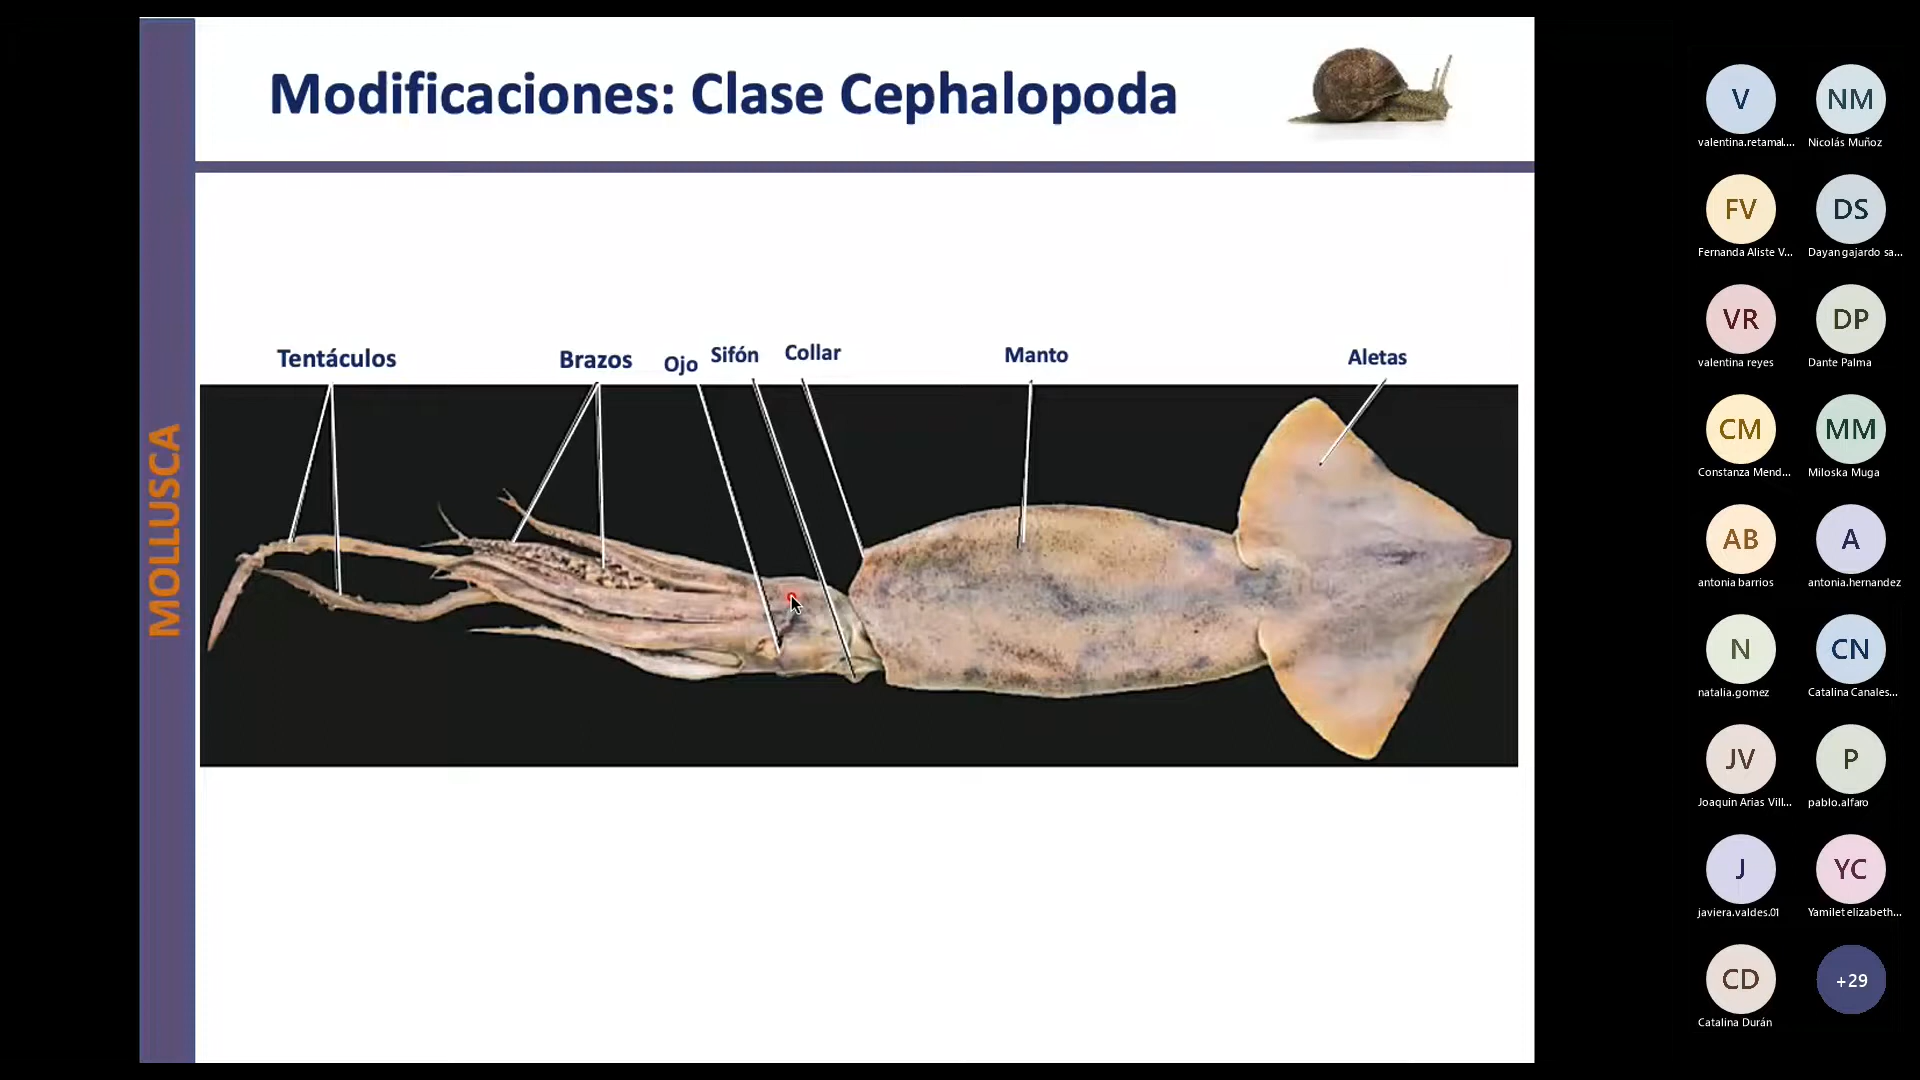 Modificaciones: Clase Cephalopoda
MOLLUSCA
Tentáculos
Brazos
Ojo
Sifón
Collar
Manto
Aletas
V
valentina.retamal....
NM
Nicolás Muñoz
FV
Fernanda Aliste V...
DS
Dayan gajardo sa...
VR
valentina reyes
DP
Dante Palma
CM
Constanza Mend...
MM
Miloska Muga
AB
antonia barrios
A
antonia.hernandez
N
natalia.gomez
CN
Catalina Canales...
JV
Joaquin Arias Vill...
P
pablo.alfaro
J
javiera.valdes.01
YC
Yamilet elizabeth...
CD
Catalina Durán
+29